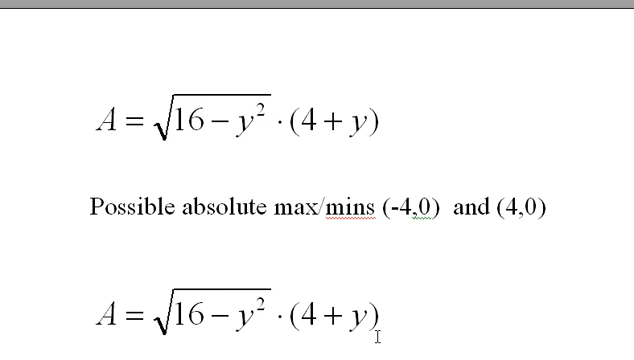 A = √(16 − y²) · (4 + y)
Possible absolute max/mins (-4,0)  and (4,0)
A = √(16 − y²) · (4 + y)